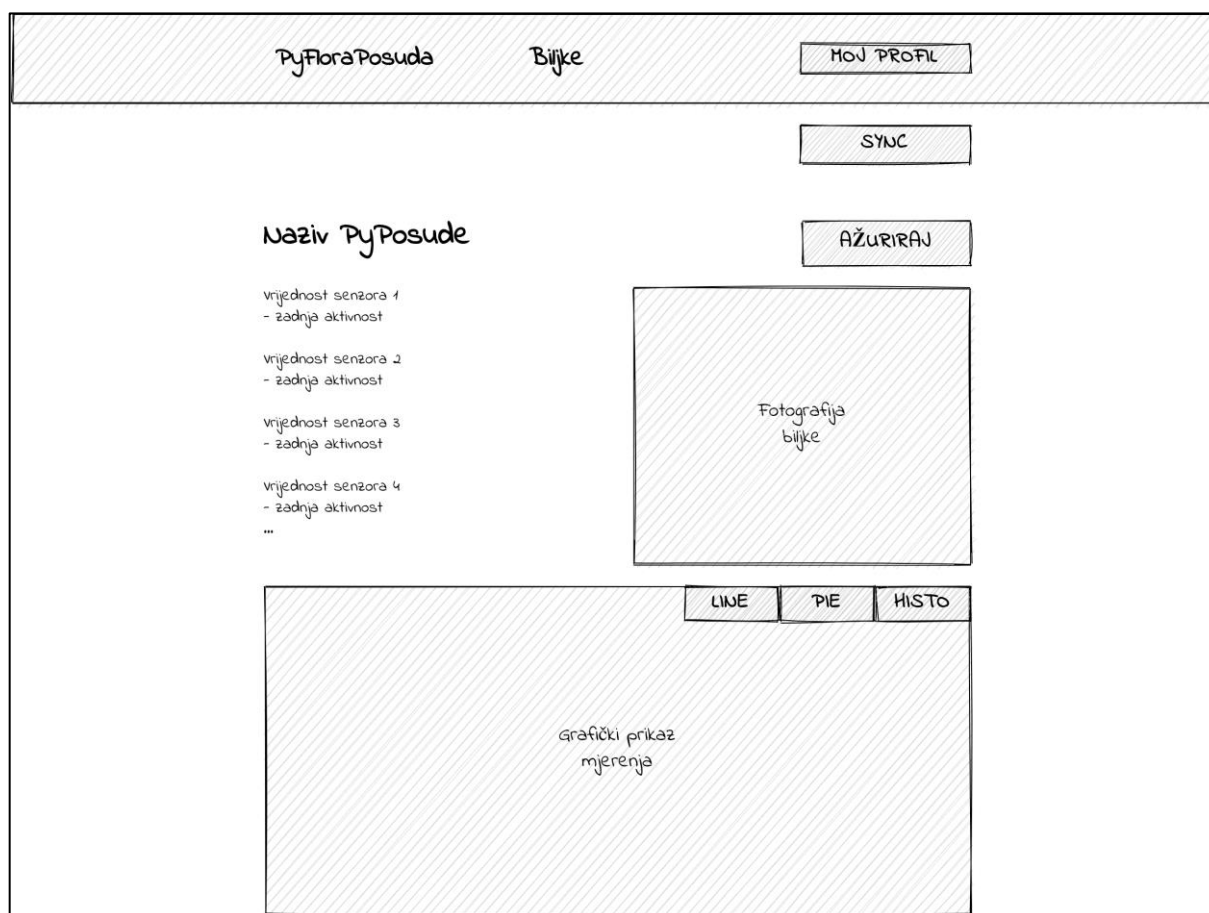 PyFloraPosuda
Biljke
MOJ PROFIL
SYNC
Naziv PyPosude
AŽURIRAJ
vrijednost senzora 1
- zadnja aktivnost
vrijednost senzora 2
- zadnja aktivnost
vrijednost senzora 3
- zadnja aktivnost
vrijednost senzora 4
- zadnja aktivnost
...
Fotografija
biljke
LINE
PIE
HISTO
Grafički prikaz
mjerenja